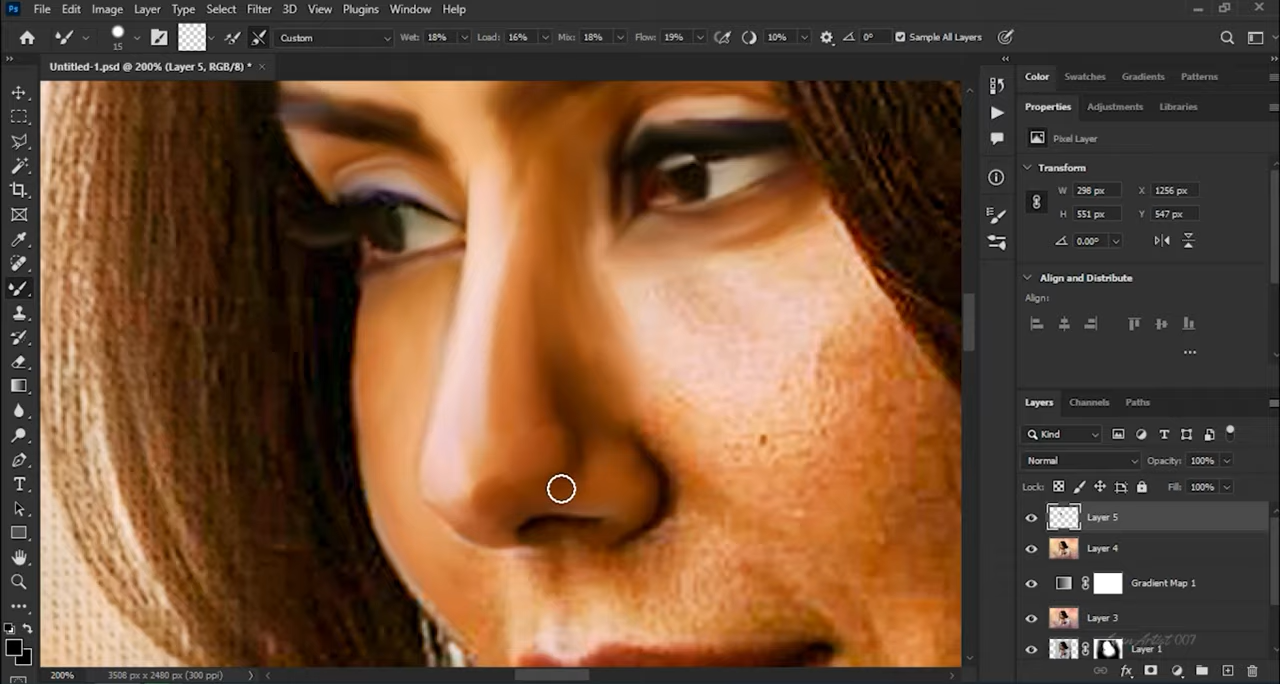 Ps File Edit Image Layer Type Select Filter 3D View Plugins Window Help
15 Custom Wet: 18% Load: 16% Mix: 18% Flow: 19% 10% 0° Sample All Layers
Untitled-1.psd @ 200% (Layer 5, RGB/8) *
Color Swatches Gradients Patterns
Properties Adjustments Libraries
Pixel Layer
Transform
W 298 px X 1256 px
H 551 px Y 547 px
0.00°
Align and Distribute
Align:
Layers Channels Paths
Kind
Normal Opacity: 100%
Lock: Fill: 100%
Layer 5
Layer 4
Gradient Map 1
Layer 3
Artist 007
Layer 1
200% 3508 px x 2480 px (300 ppi)